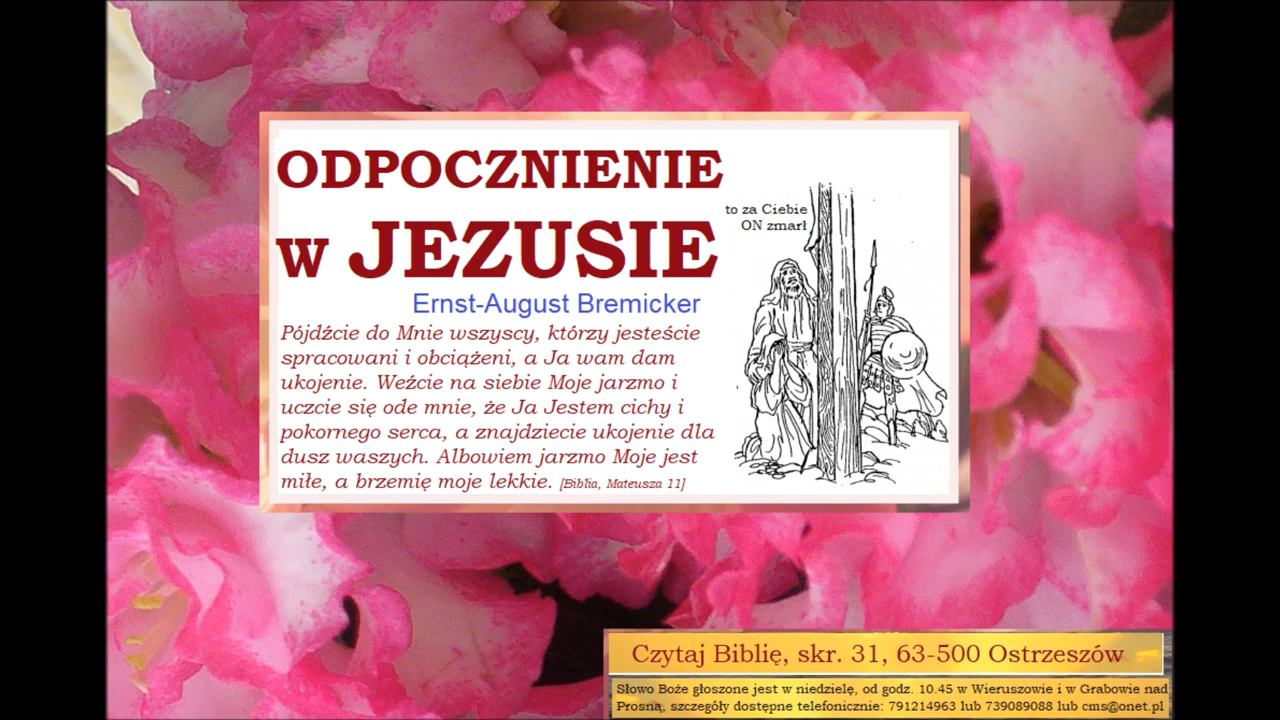 ODPOCZNIENIE
w JEZUSIE
to za Ciebie
ON zmarł
Ernst-August Bremicker
Pójdźcie do Mnie wszyscy, którzy jesteście
spracowani i obciążeni, a Ja wam dam
ukojenie. Weźcie na siebie Moje jarzmo i
uczcie się ode mnie, że Ja Jestem cichy i
pokornego serca, a znajdziecie ukojenie dla
dusz waszych. Albowiem jarzmo Moje jest
miłe, a brzemię moje lekkie. [Biblia, Mateusza 11]
Czytaj Biblię, skr. 31, 63-500 Ostrzeszów
Słowo Boże głoszone jest w niedzielę, od godz. 10.45 w Wieruszowie i w Grabowie nad
Prosną, szczegóły dostępne telefonicznie: 791214963 lub 739089088 lub cms@onet.pl